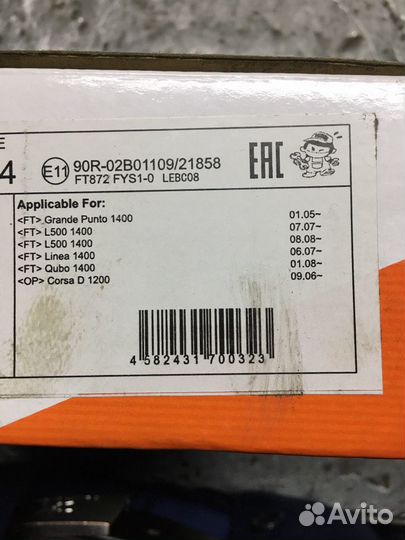 E
4
E11 90R-02B01109/21858
FT872 FYS1-0 LEBC08
EAC
Applicable For:
<FT> Grande Punto 1400 01.05~
<FT> L500 1400 07.07~
<FT> L500 1400 08.08~
<FT> Linea 1400 06.07~
<FT> Qubo 1400 01.08~
<OP> Corsa D 1200 09.06~
4 582431 700323
Avito